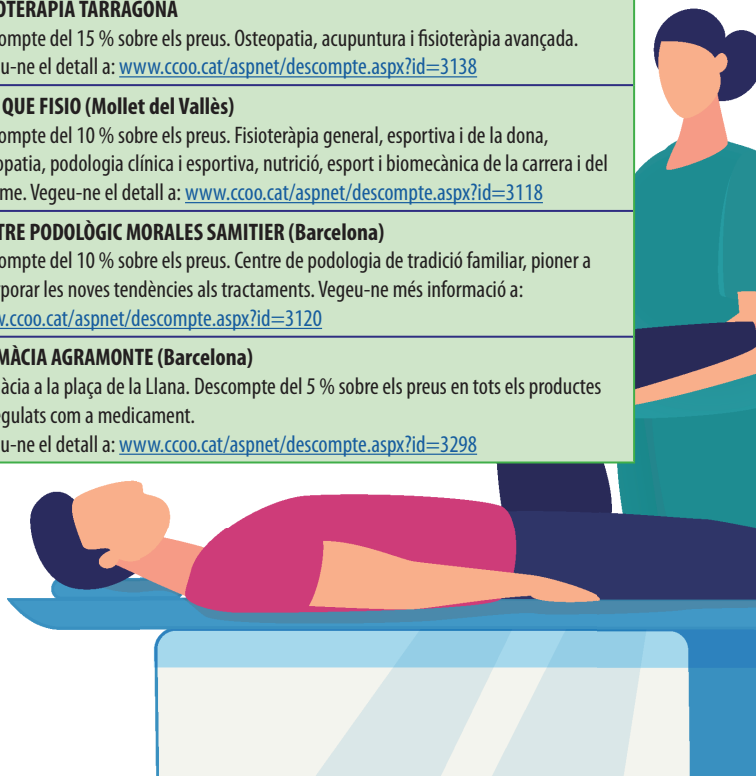 OTERÀPIA TARRAGONA
ompte del 15 % sobre els preus. Osteopatia, acupuntura i fisioteràpia avançada.
u-ne el detall a: www.ccoo.cat/aspnet/descompte.aspx?id=3138
QUE FISIO (Mollet del Vallès)
ompte del 10 % sobre els preus. Fisioteràpia general, esportiva i de la dona,
opatia, podologia clínica i esportiva, nutrició, esport i biomecànica de la carrera i del
me. Vegeu-ne el detall a: www.ccoo.cat/aspnet/descompte.aspx?id=3118
TRE PODOLÒGIC MORALES SAMITIER (Barcelona)
ompte del 10 % sobre els preus. Centre de podologia de tradició familiar, pioner a
rporar les noves tendències als tractaments. Vegeu-ne més informació a:
w.ccoo.cat/aspnet/descompte.aspx?id=3120
MÀCIA AGRAMONTE (Barcelona)
àcia a la plaça de la Llana. Descompte del 5 % sobre els preus en tots els productes
egulats com a medicament.
u-ne el detall a: www.ccoo.cat/aspnet/descompte.aspx?id=3298